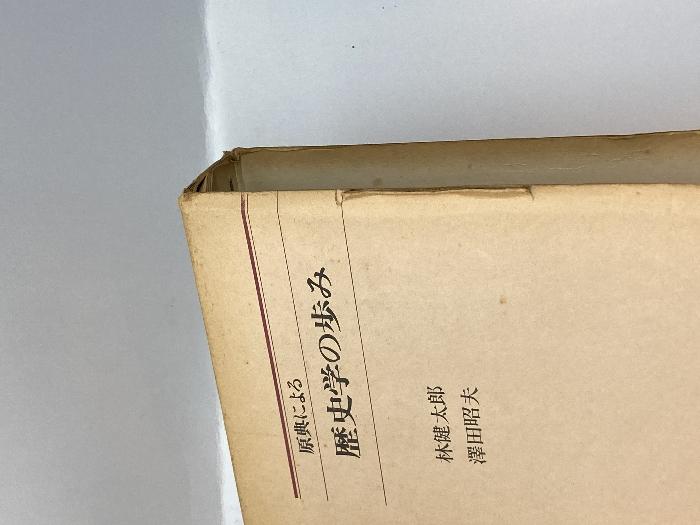 原典による
歴史学の歩み
林健太郎
澤田昭夫